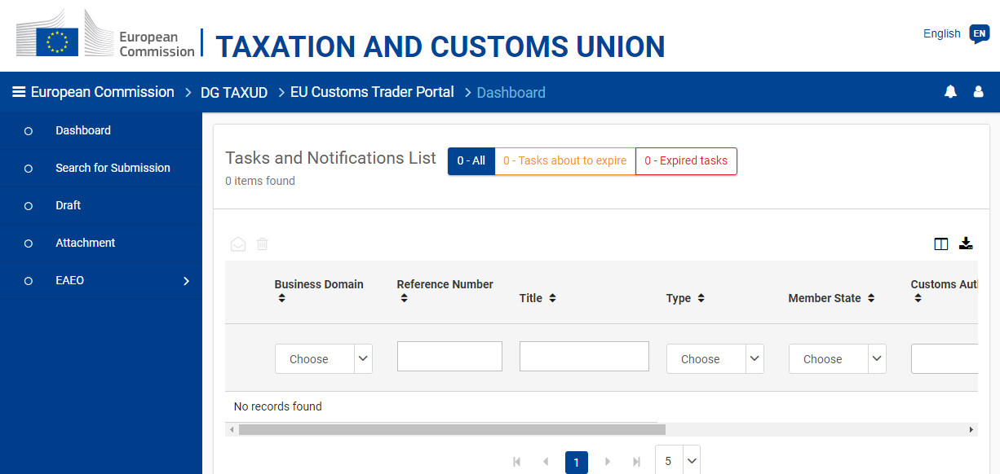 European
Commission
TAXATION AND CUSTOMS UNION
English EN
European Commission > DG TAXUD > EU Customs Trader Portal > Dashboard
Dashboard
Search for Submission
Draft
Attachment
EAEO
Tasks and Notifications List
0 - All
0 - Tasks about to expire
0 - Expired tasks
0 items found
Business Domain
Reference Number
Title
Type
Member State
Customs Aut
Choose
Choose
Choose
No records found
1
5